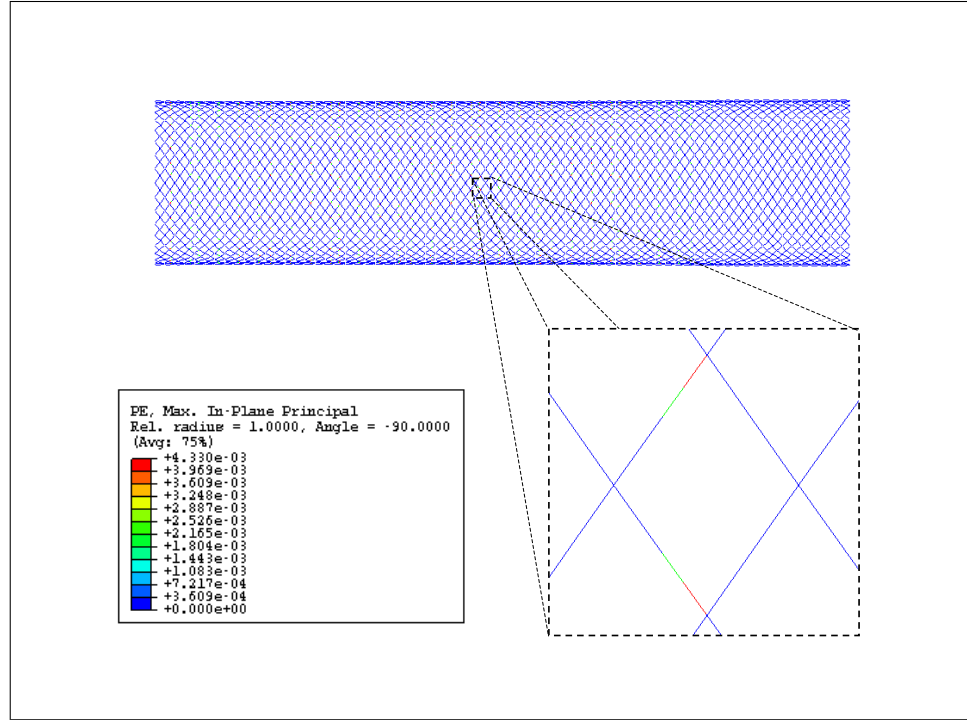 PE, Max. In-Plane Principal
Rel. radius = 1.0000, Angle = -90.0000
(Avg: 75%)
+4.330e-03
+3.969e-03
+3.609e-03
+3.248e-03
+2.887e-03
+2.526e-03
+2.165e-03
+1.804e-03
+1.443e-03
+1.083e-03
+7.217e-04
+3.609e-04
+0.000e+00